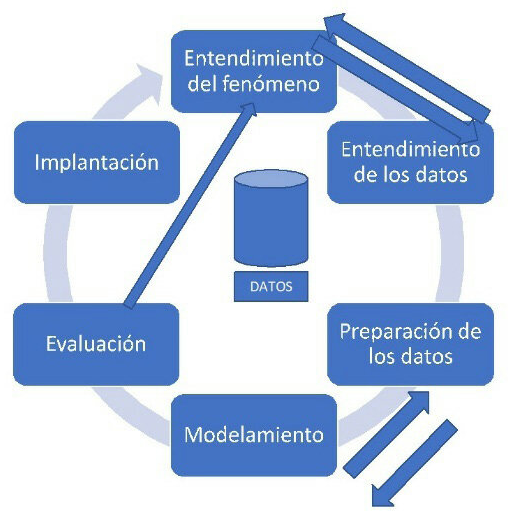 Entendimiento
del fenómeno
Entendimiento
de los datos
Preparación de
los datos
Modelamiento
Evaluación
Implantación
DATOS